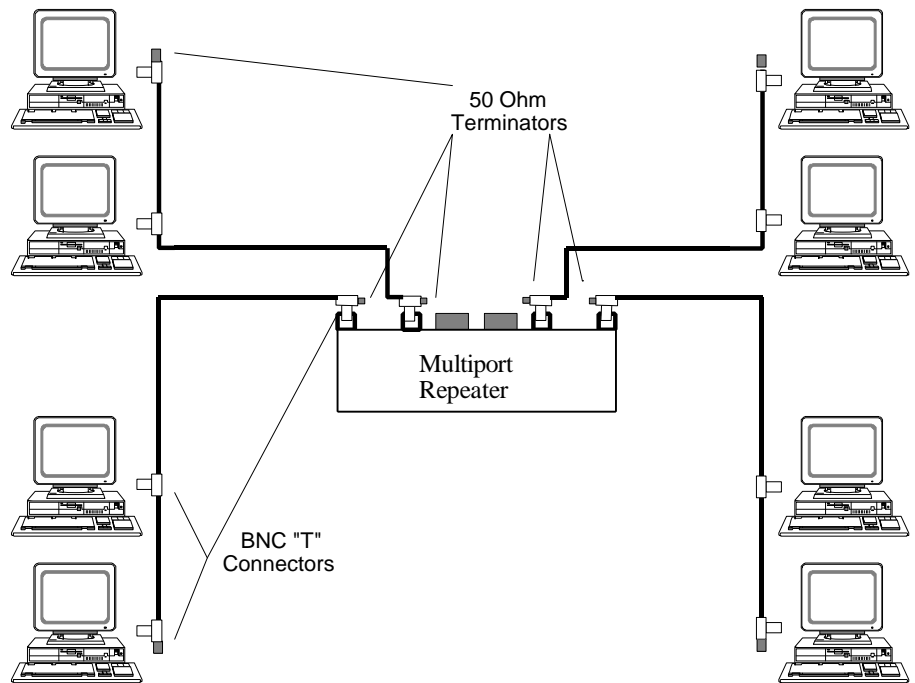 50 Ohm
Terminators
Multiport
Repeater
BNC "T"
Connectors